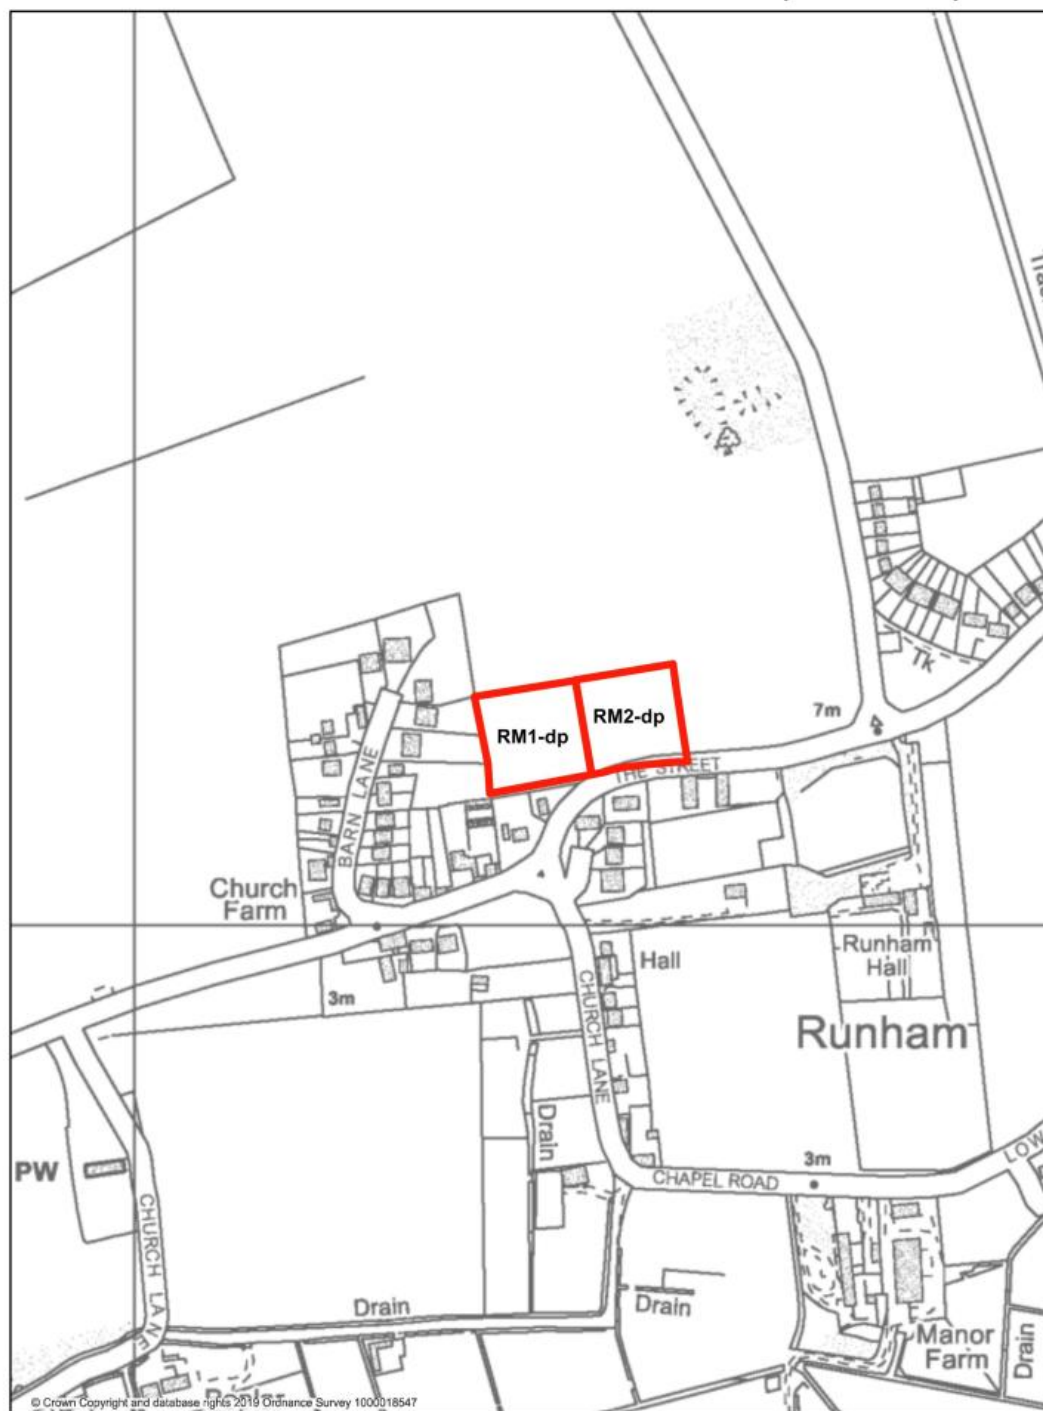 Tk
7m
RM1-dp
RM2-dp
THE STREET
BARN LANE
Church
Farm
Hall
Runham
Hall
3m
CHURCH LANE
Runham
Drain
PW
3m
CHAPEL ROAD
LOW
CHURCH LANE
Drain
Drain
Manor
Farm
Drain
© Crown Copyright and database rights 2019 Ordnance Survey 1000018547